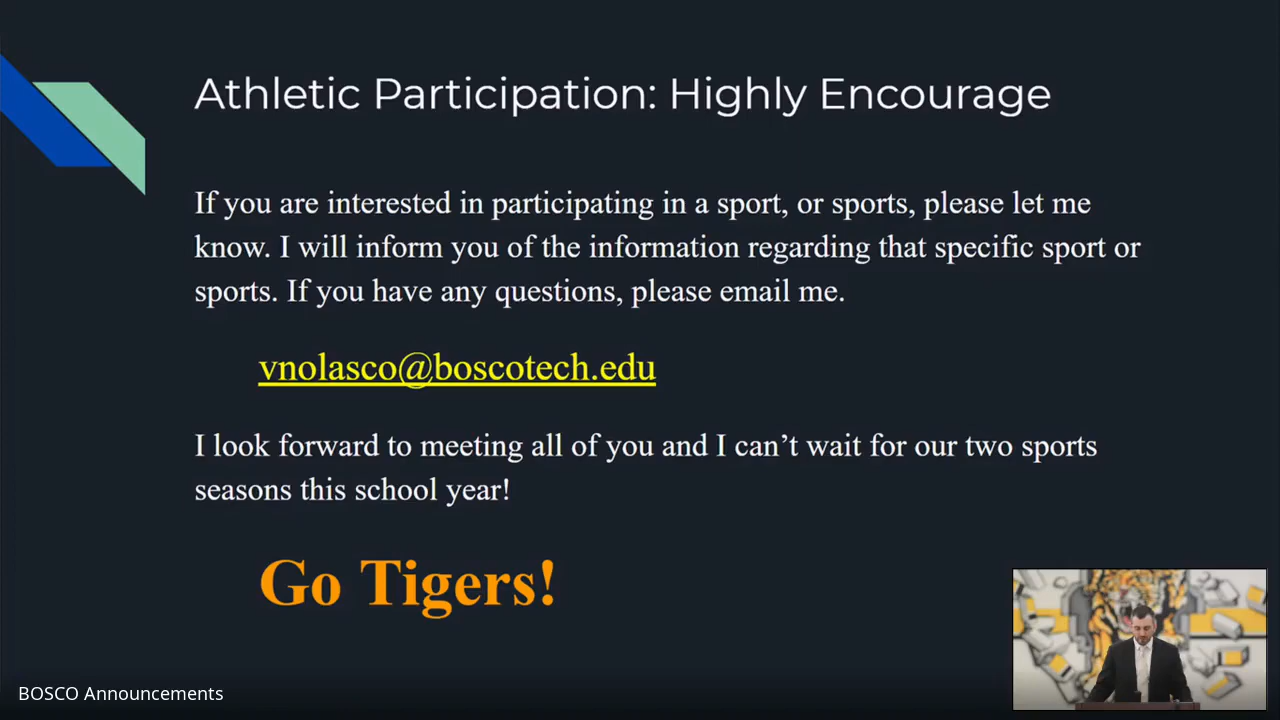 Athletic Participation: Highly Encourage
If you are interested in participating in a sport, or sports, please let me
know. I will inform you of the information regarding that specific sport or
sports. If you have any questions, please email me.
vnolasco@boscotech.edu
I look forward to meeting all of you and I can’t wait for our two sports
seasons this school year!
Go Tigers!
BOSCO Announcements